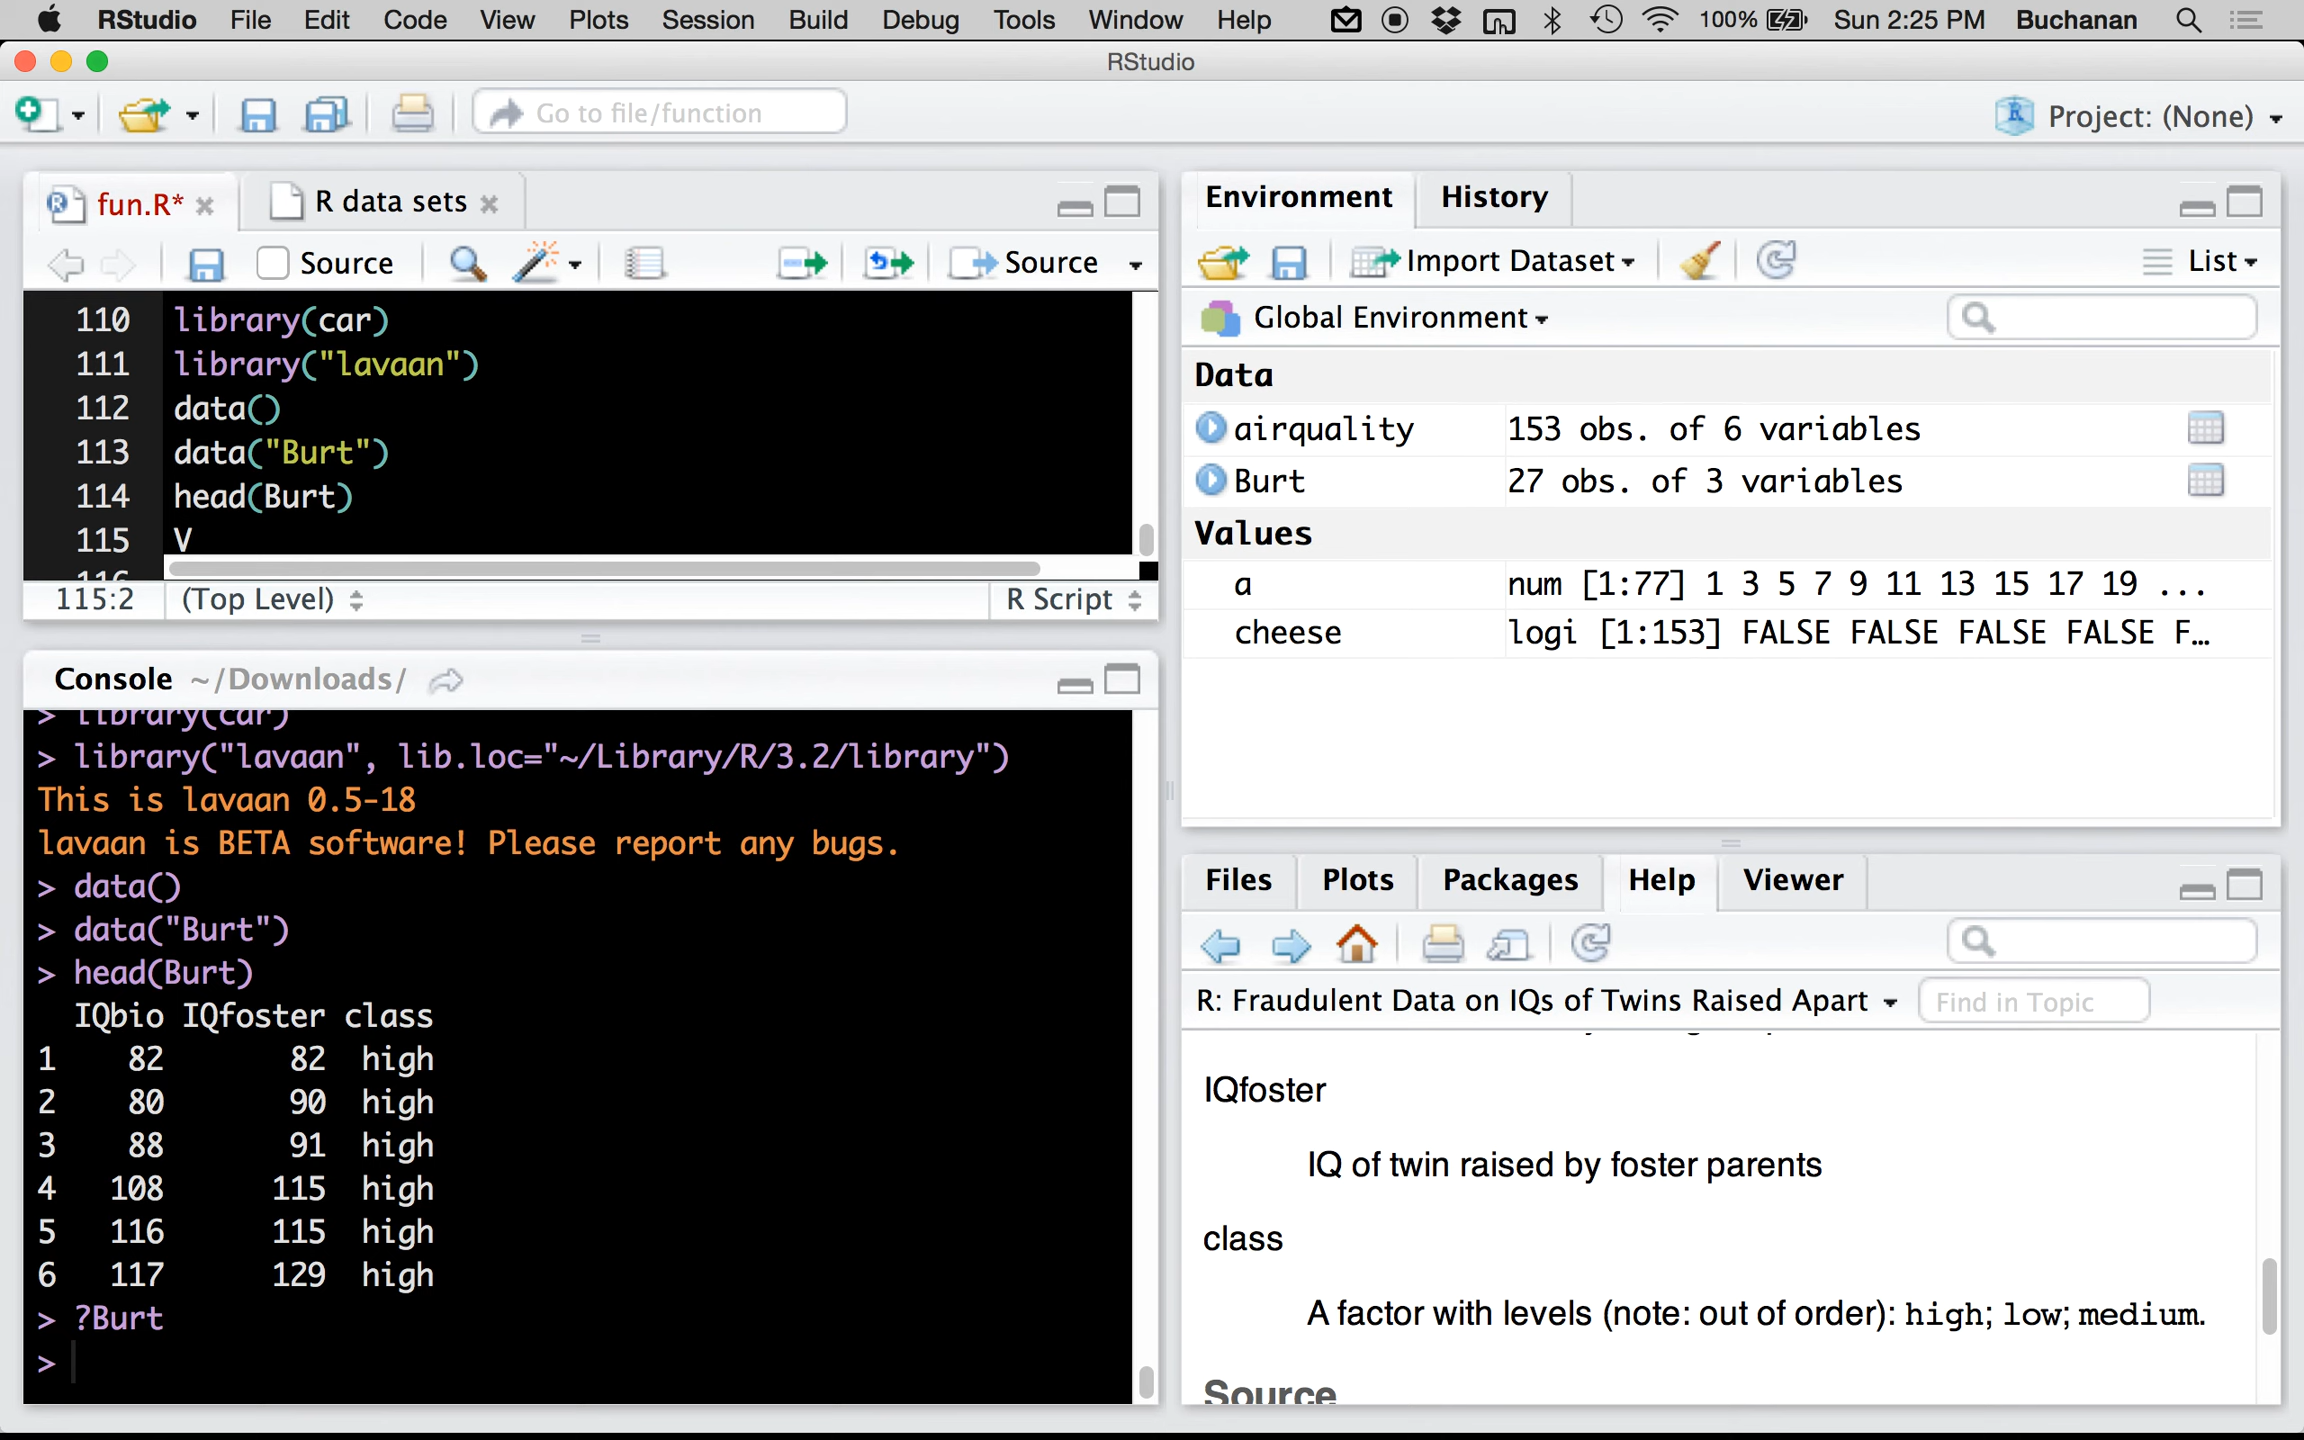 RStudio File Edit Code View Plots Session Build Debug Tools Window Help 100% Sun 2:25 PM Buchanan
RStudio
Go to file/function Project: (None)
fun.R* R data sets
Source Source
110 library(car)
111 library("lavaan")
112 data()
113 data("Burt")
114 head(Burt)
115 V
116
115:2 (Top Level) R Script
Console ~/Downloads/
> library(car)
> library("lavaan", lib.loc="~/Library/R/3.2/library")
This is lavaan 0.5-18
lavaan is BETA software! Please report any bugs.
> data()
> data("Burt")
> head(Burt)
IQbio IQfoster class
1 82 82 high
2 80 90 high
3 88 91 high
4 108 115 high
5 116 115 high
6 117 129 high
> ?Burt
>
Environment History
Import Dataset List
Global Environment
Data
airquality 153 obs. of 6 variables
Burt 27 obs. of 3 variables
Values
a num [1:77] 1 3 5 7 9 11 13 15 17 19 ...
cheese logi [1:153] FALSE FALSE FALSE FALSE F...
Files Plots Packages Help Viewer
R: Fraudulent Data on IQs of Twins Raised Apart Find in Topic
IQfoster
IQ of twin raised by foster parents
class
A factor with levels (note: out of order): high; low; medium.
Source